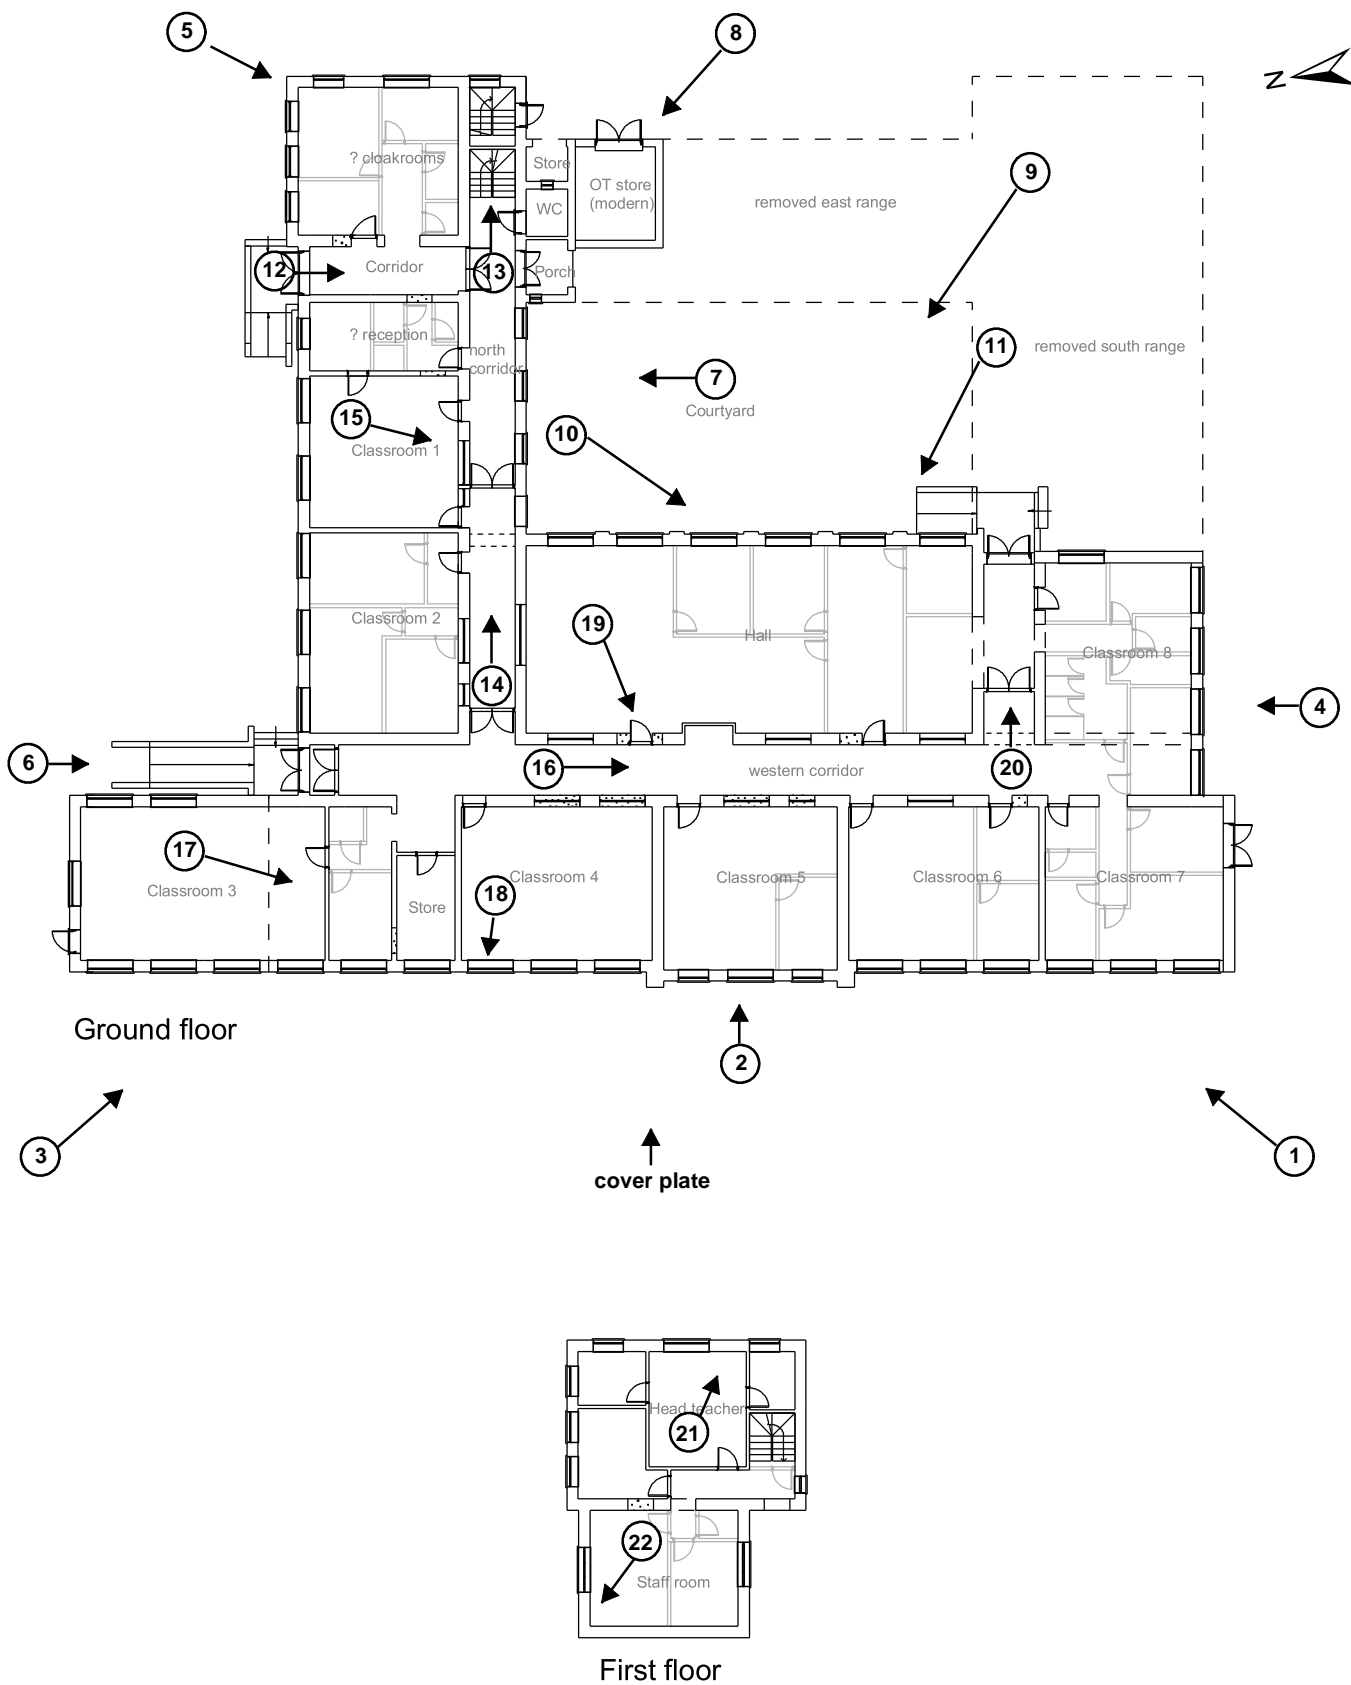 5
8
N
Store
? cloakrooms
OT store
(modern)
9
WC
removed east range
12
Corridor
13
Porch
? reception
north
corridor
11
removed south range
7
Courtyard
15
10
Classroom 1
Classroom 2
19
Hall
Classroom 8
14
4
6
16
western corridor
20
17
Classroom 3
18
Classroom 4
Classroom 5
Classroom 6
Classroom 7
Store
Ground floor
2
3
1
cover plate
Head teacher
21
22
Staff room
First floor